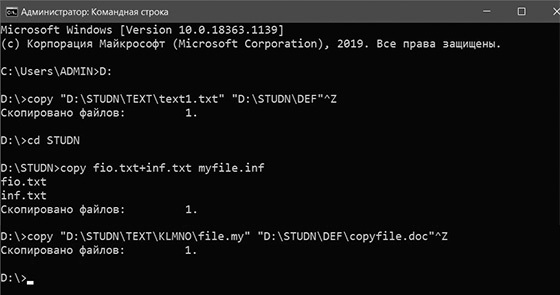 Администратор: Командная строка
Microsoft Windows [Version 10.0.18363.1139]
(c) Корпорация Майкрософт (Microsoft Corporation), 2019. Все права защищены.
C:\Users\ADMIN>D:
D:\>copy "D:\STUDN\TEXT\text1.txt" "D:\STUDN\DEF"^Z
Скопировано файлов:         1.
D:\>cd STUDN
D:\STUDN>copy fio.txt+inf.txt myfile.inf
fio.txt
inf.txt
Скопировано файлов:         1.
D:\>copy "D:\STUDN\TEXT\KLMNO\file.my" "D:\STUDN\DEF\copyfile.doc"^Z
Скопировано файлов:         1.
D:\>